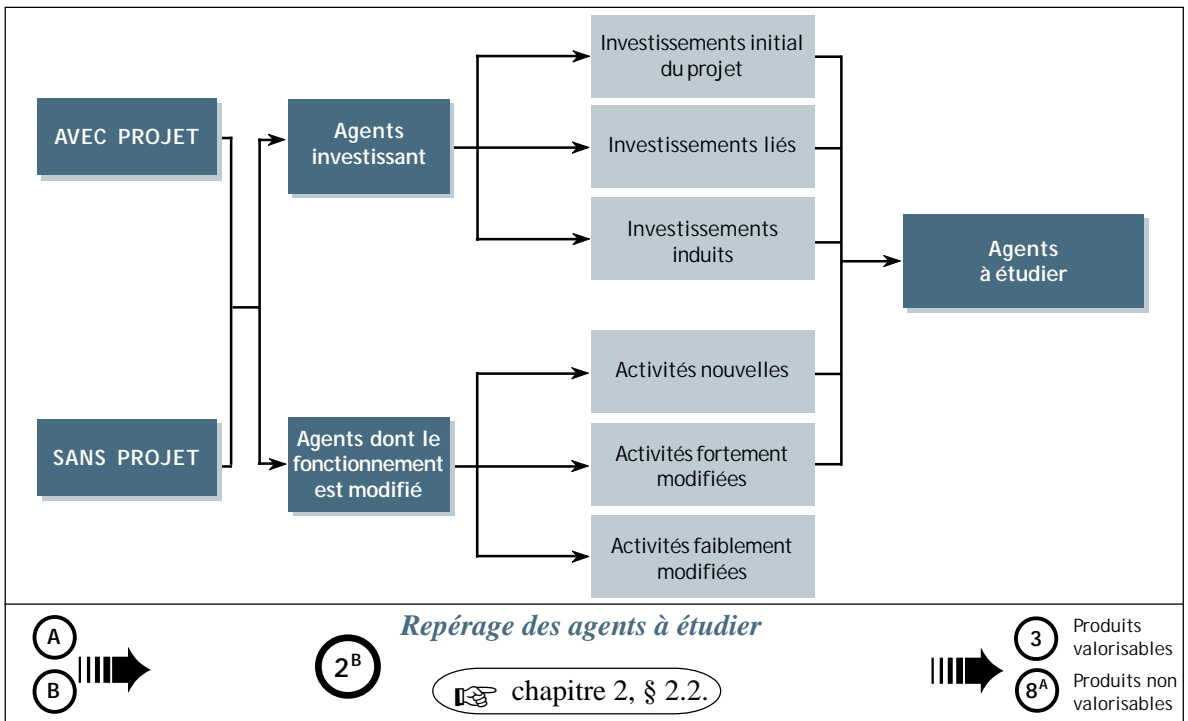 AVEC PROJET
SANS PROJET
Agents
investissant
Agents dont le
fonctionnement
est modifié
Investissements initial
du projet
Investissements liés
Investissements
induits
Activités nouvelles
Activités fortement
modifiées
Activités faiblement
modifiées
Agents
à étudier
A
B
2B
Repérage des agents à étudier
☞ chapitre 2, § 2.2.
3
Produits
valorisables
8A
Produits non
valorisables